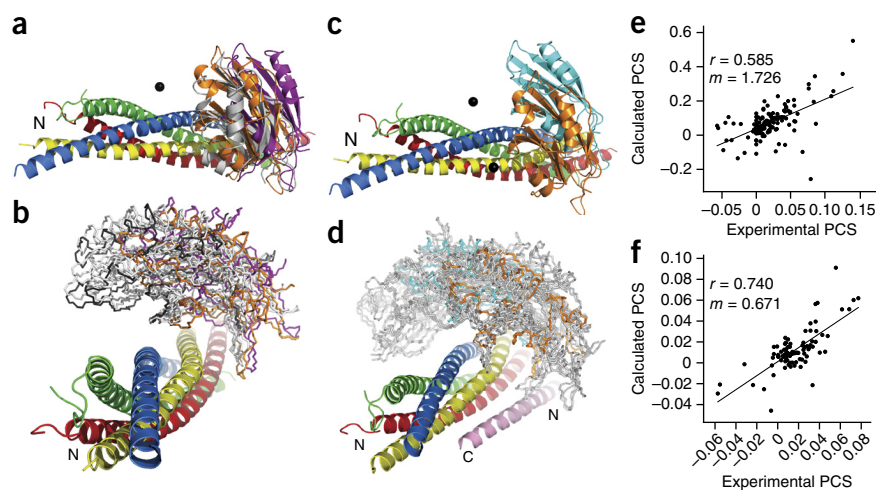 a
N
b
N
c
N
d
N
C
N
e
Calculated PCS
0.6
0.4
0.2
0
−0.2
r = 0.585
m = 1.726
−0.05
0
0.05
0.10
0.15
Experimental PCS
f
Calculated PCS
0.10
0.08
0.06
0.04
0.02
0
−0.02
−0.04
r = 0.740
m = 0.671
−0.06
−0.04
−0.02
0
0.02
0.04
0.06
0.08
Experimental PCS